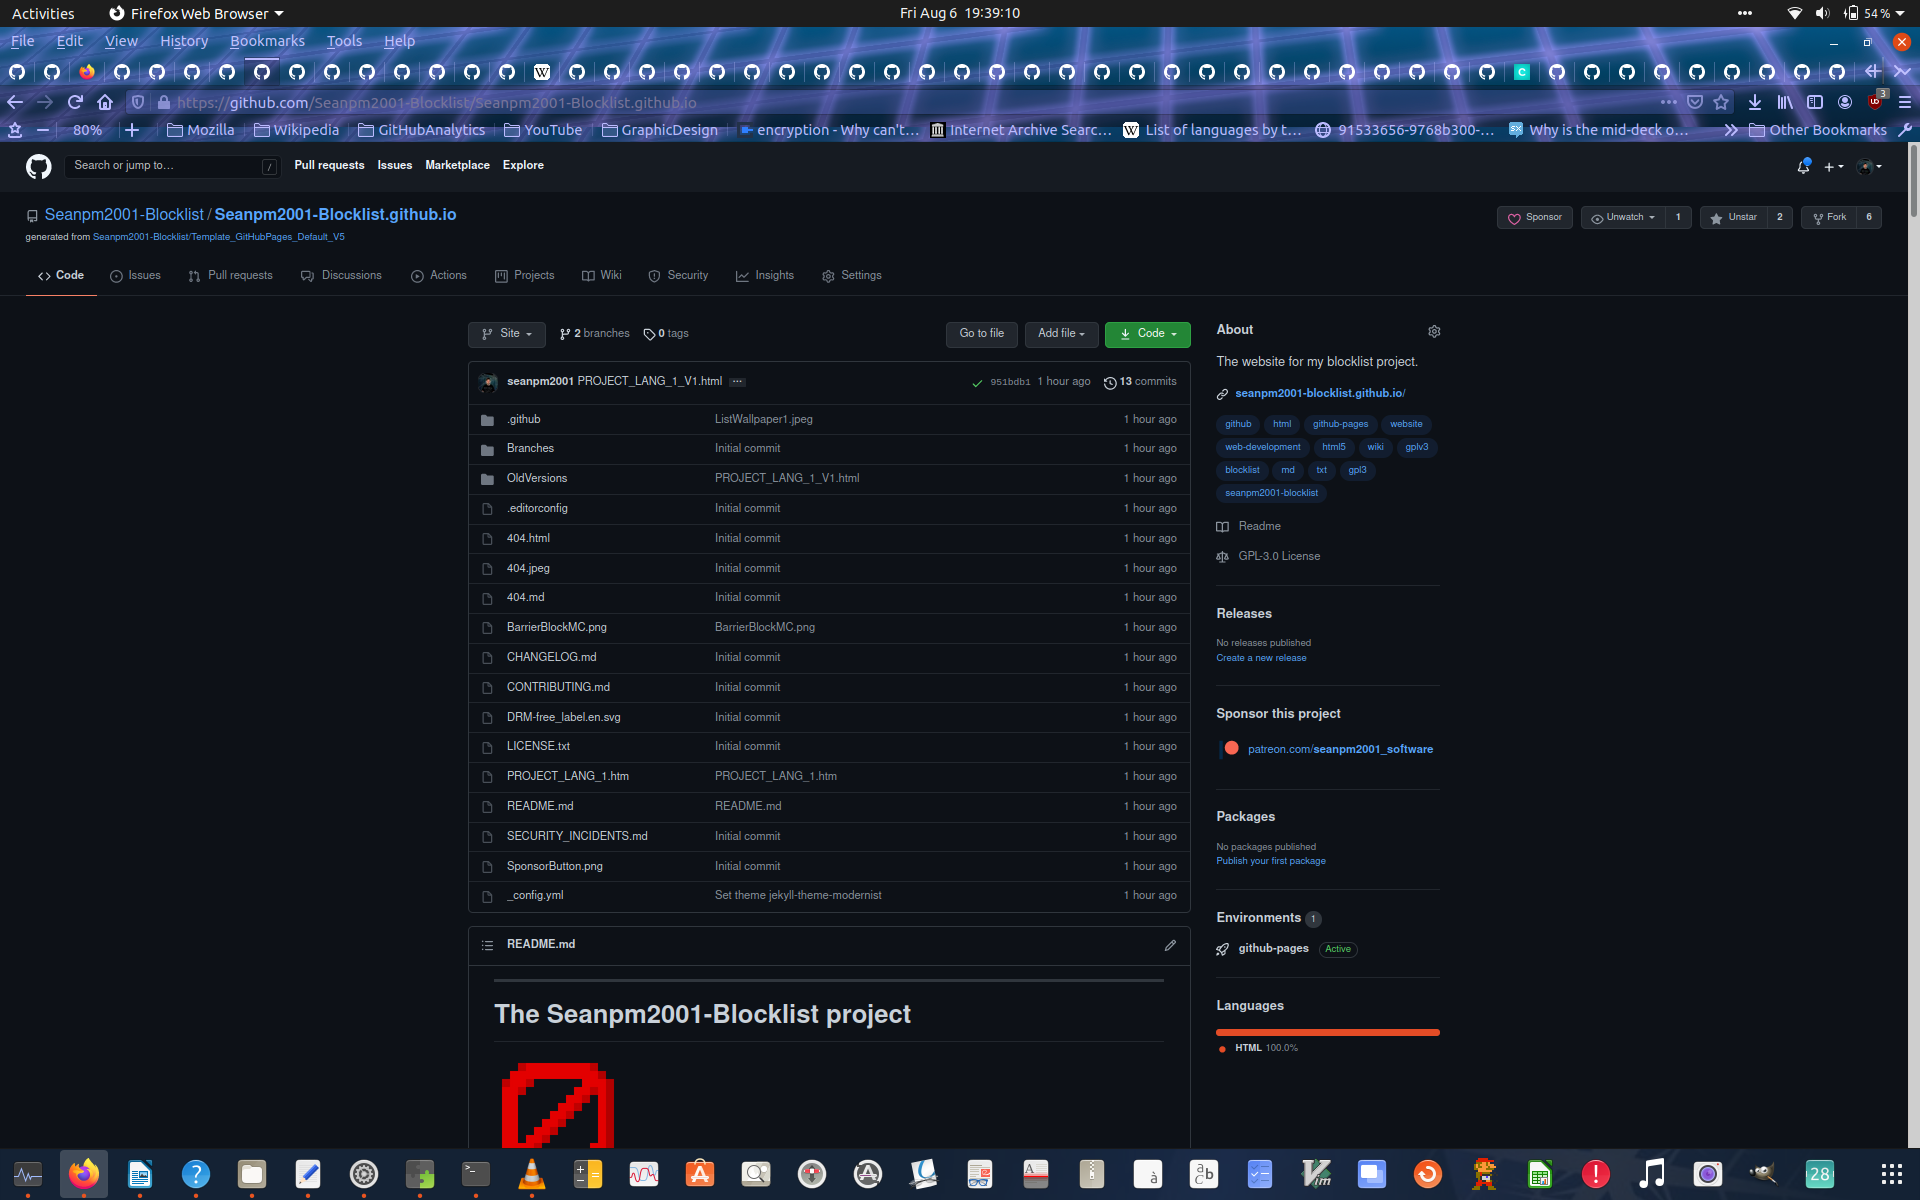 Activities Firefox Web Browser Fri Aug 6 19:39:10 54 %
File Edit View History Bookmarks Tools Help
https://github.com/Seanpm2001-Blocklist/seanpm2001-Blocklist.github.io 3
80% Mozilla Wikipedia GitHubAnalytics YouTube GraphicDesign encryption - Why can't… Internet Archive Searc… List of languages by t… 91533656-9768b300-… Why is the mid-deck o… Other Bookmarks
Search or jump to… / Pull requests Issues Marketplace Explore
Seanpm2001-Blocklist / Seanpm2001-Blocklist.github.io Sponsor Unwatch 1 Unstar 2 Fork 6
generated from Seanpm2001-Blocklist/Template_GitHubPages_Default_V5
Code Issues Pull requests Discussions Actions Projects Wiki Security Insights Settings
Site 2 branches 0 tags Go to file Add file Code
seanpm2001 PROJECT_LANG_1_V1.html … 951bdb1 1 hour ago 13 commits
.github ListWallpaper1.jpeg 1 hour ago
Branches Initial commit 1 hour ago
OldVersions PROJECT_LANG_1_V1.html 1 hour ago
.editorconfig Initial commit 1 hour ago
404.html Initial commit 1 hour ago
404.jpeg Initial commit 1 hour ago
404.md Initial commit 1 hour ago
BarrierBlockMC.png BarrierBlockMC.png 1 hour ago
CHANGELOG.md Initial commit 1 hour ago
CONTRIBUTING.md Initial commit 1 hour ago
DRM-free_label.en.svg Initial commit 1 hour ago
LICENSE.txt Initial commit 1 hour ago
PROJECT_LANG_1.htm PROJECT_LANG_1.htm 1 hour ago
README.md README.md 1 hour ago
SECURITY_INCIDENTS.md Initial commit 1 hour ago
SponsorButton.png Initial commit 1 hour ago
_config.yml Set theme jekyll-theme-modernist 1 hour ago
README.md
The Seanpm2001-Blocklist project
About
The website for my blocklist project.
seanpm2001-blocklist.github.io/
github html github-pages website
web-development html5 wiki gplv3
blocklist md txt gpl3
seanpm2001-blocklist
Readme
GPL-3.0 License
Releases
No releases published
Create a new release
Sponsor this project
patreon.com/seanpm2001_software
Packages
No packages published
Publish your first package
Environments 1
github-pages Active
Languages
HTML 100.0%
28